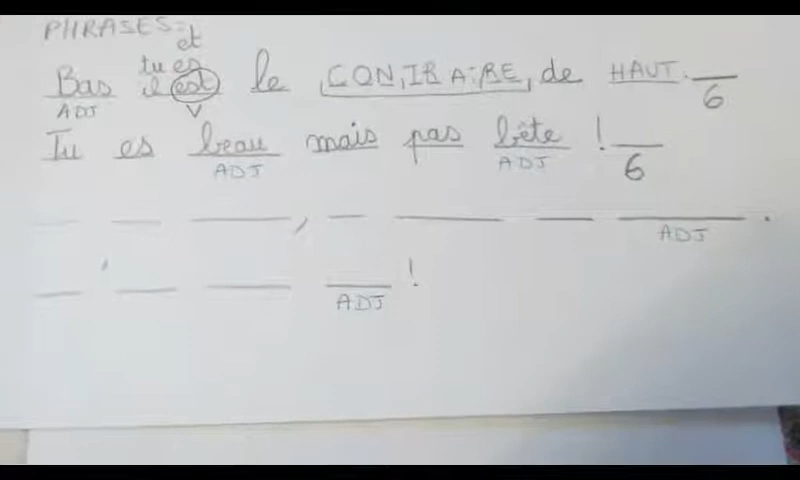 PHRASES:
et
tu es
Bas il est le CONTRAIRE de HAUT. 6
ADJ V
Tu es beau mais pas bête ! 6
ADJ ADJ
, .
ADJ
' !
ADJ